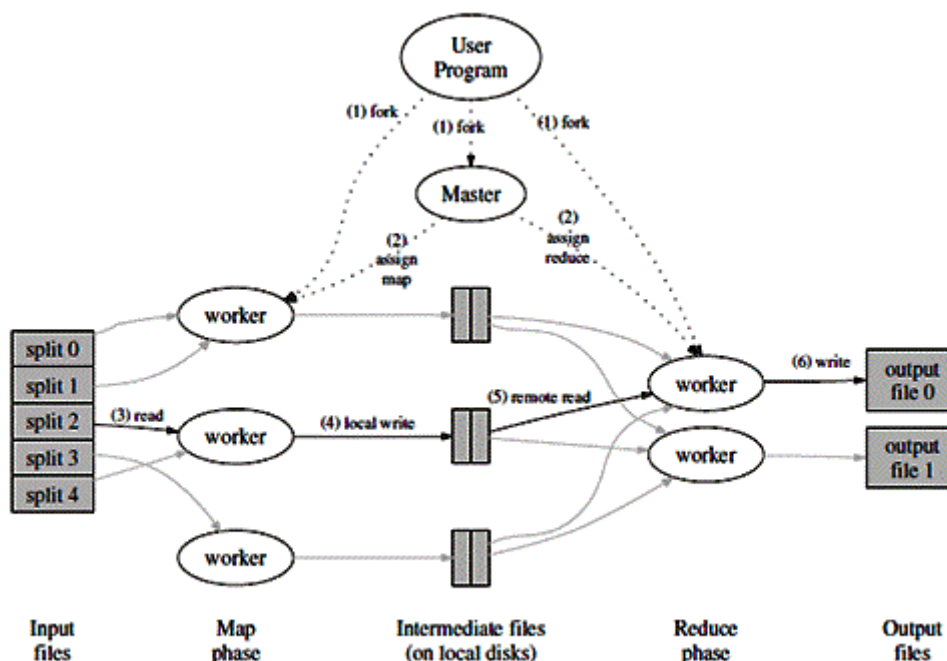 User
Program
(1) fork
(1) fork
(1) fork
Master
(2)
assign
map
(2)
assign
reduce
worker
split 0
split 1
split 2
split 3
split 4
(3) read
worker
(4) local write
worker
(5) remote read
worker
worker
(6) write
output
file 0
output
file 1
Input
files
Map
phase
Intermediate files
(on local disks)
Reduce
phase
Output
files